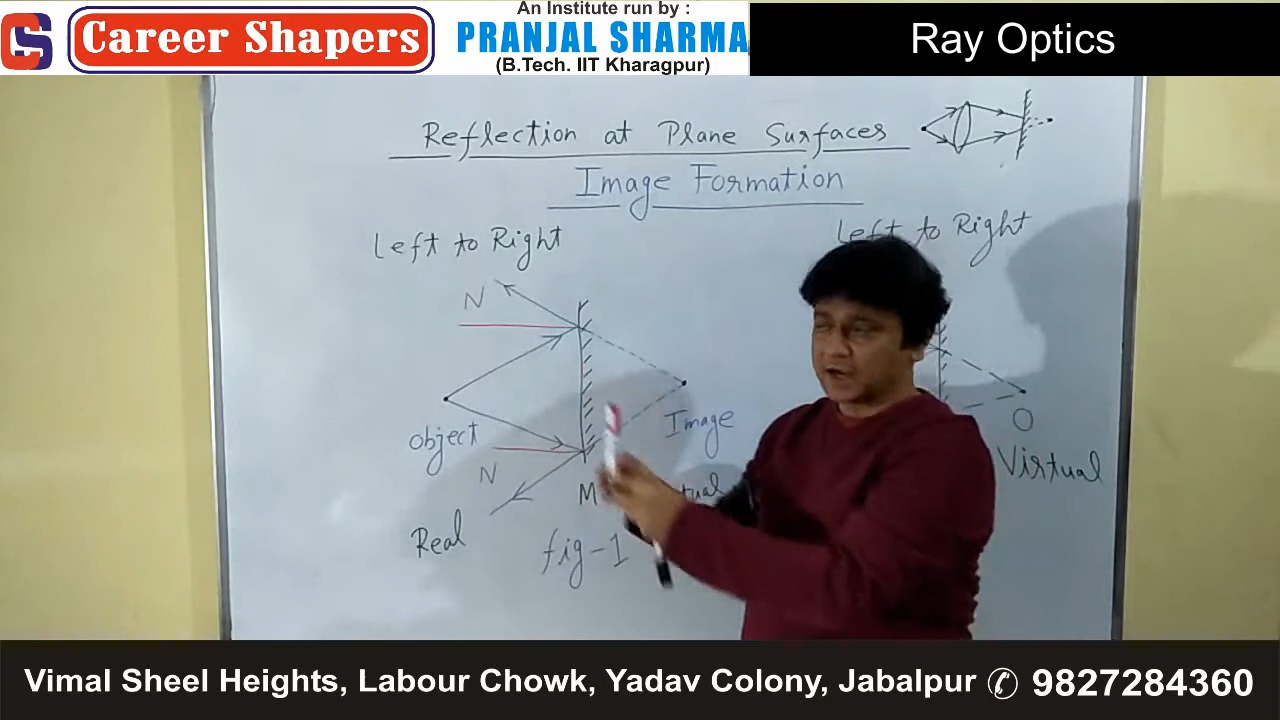 CS Career Shapers
An Institute run by :
PRANJAL SHARMA
(B.Tech. IIT Kharagpur)
Ray Optics
Reflection at Plane Surfaces
Image Formation
Left to Right
Left to Right
N
Object
N
Image
O
Virtual
M
Real
fig-1
Vimal Sheel Heights, Labour Chowk, Yadav Colony, Jabalpur 9827284360